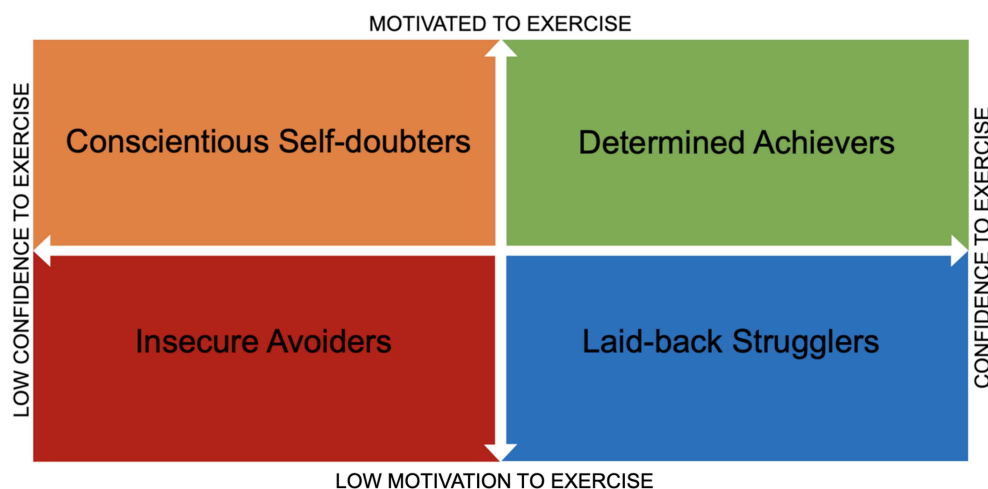 MOTIVATED TO EXERCISE
LOW CONFIDENCE TO EXERCISE
Conscientious Self-doubters
Determined Achievers
CONFIDENCE TO EXERCISE
Insecure Avoiders
Laid-back Strugglers
LOW MOTIVATION TO EXERCISE